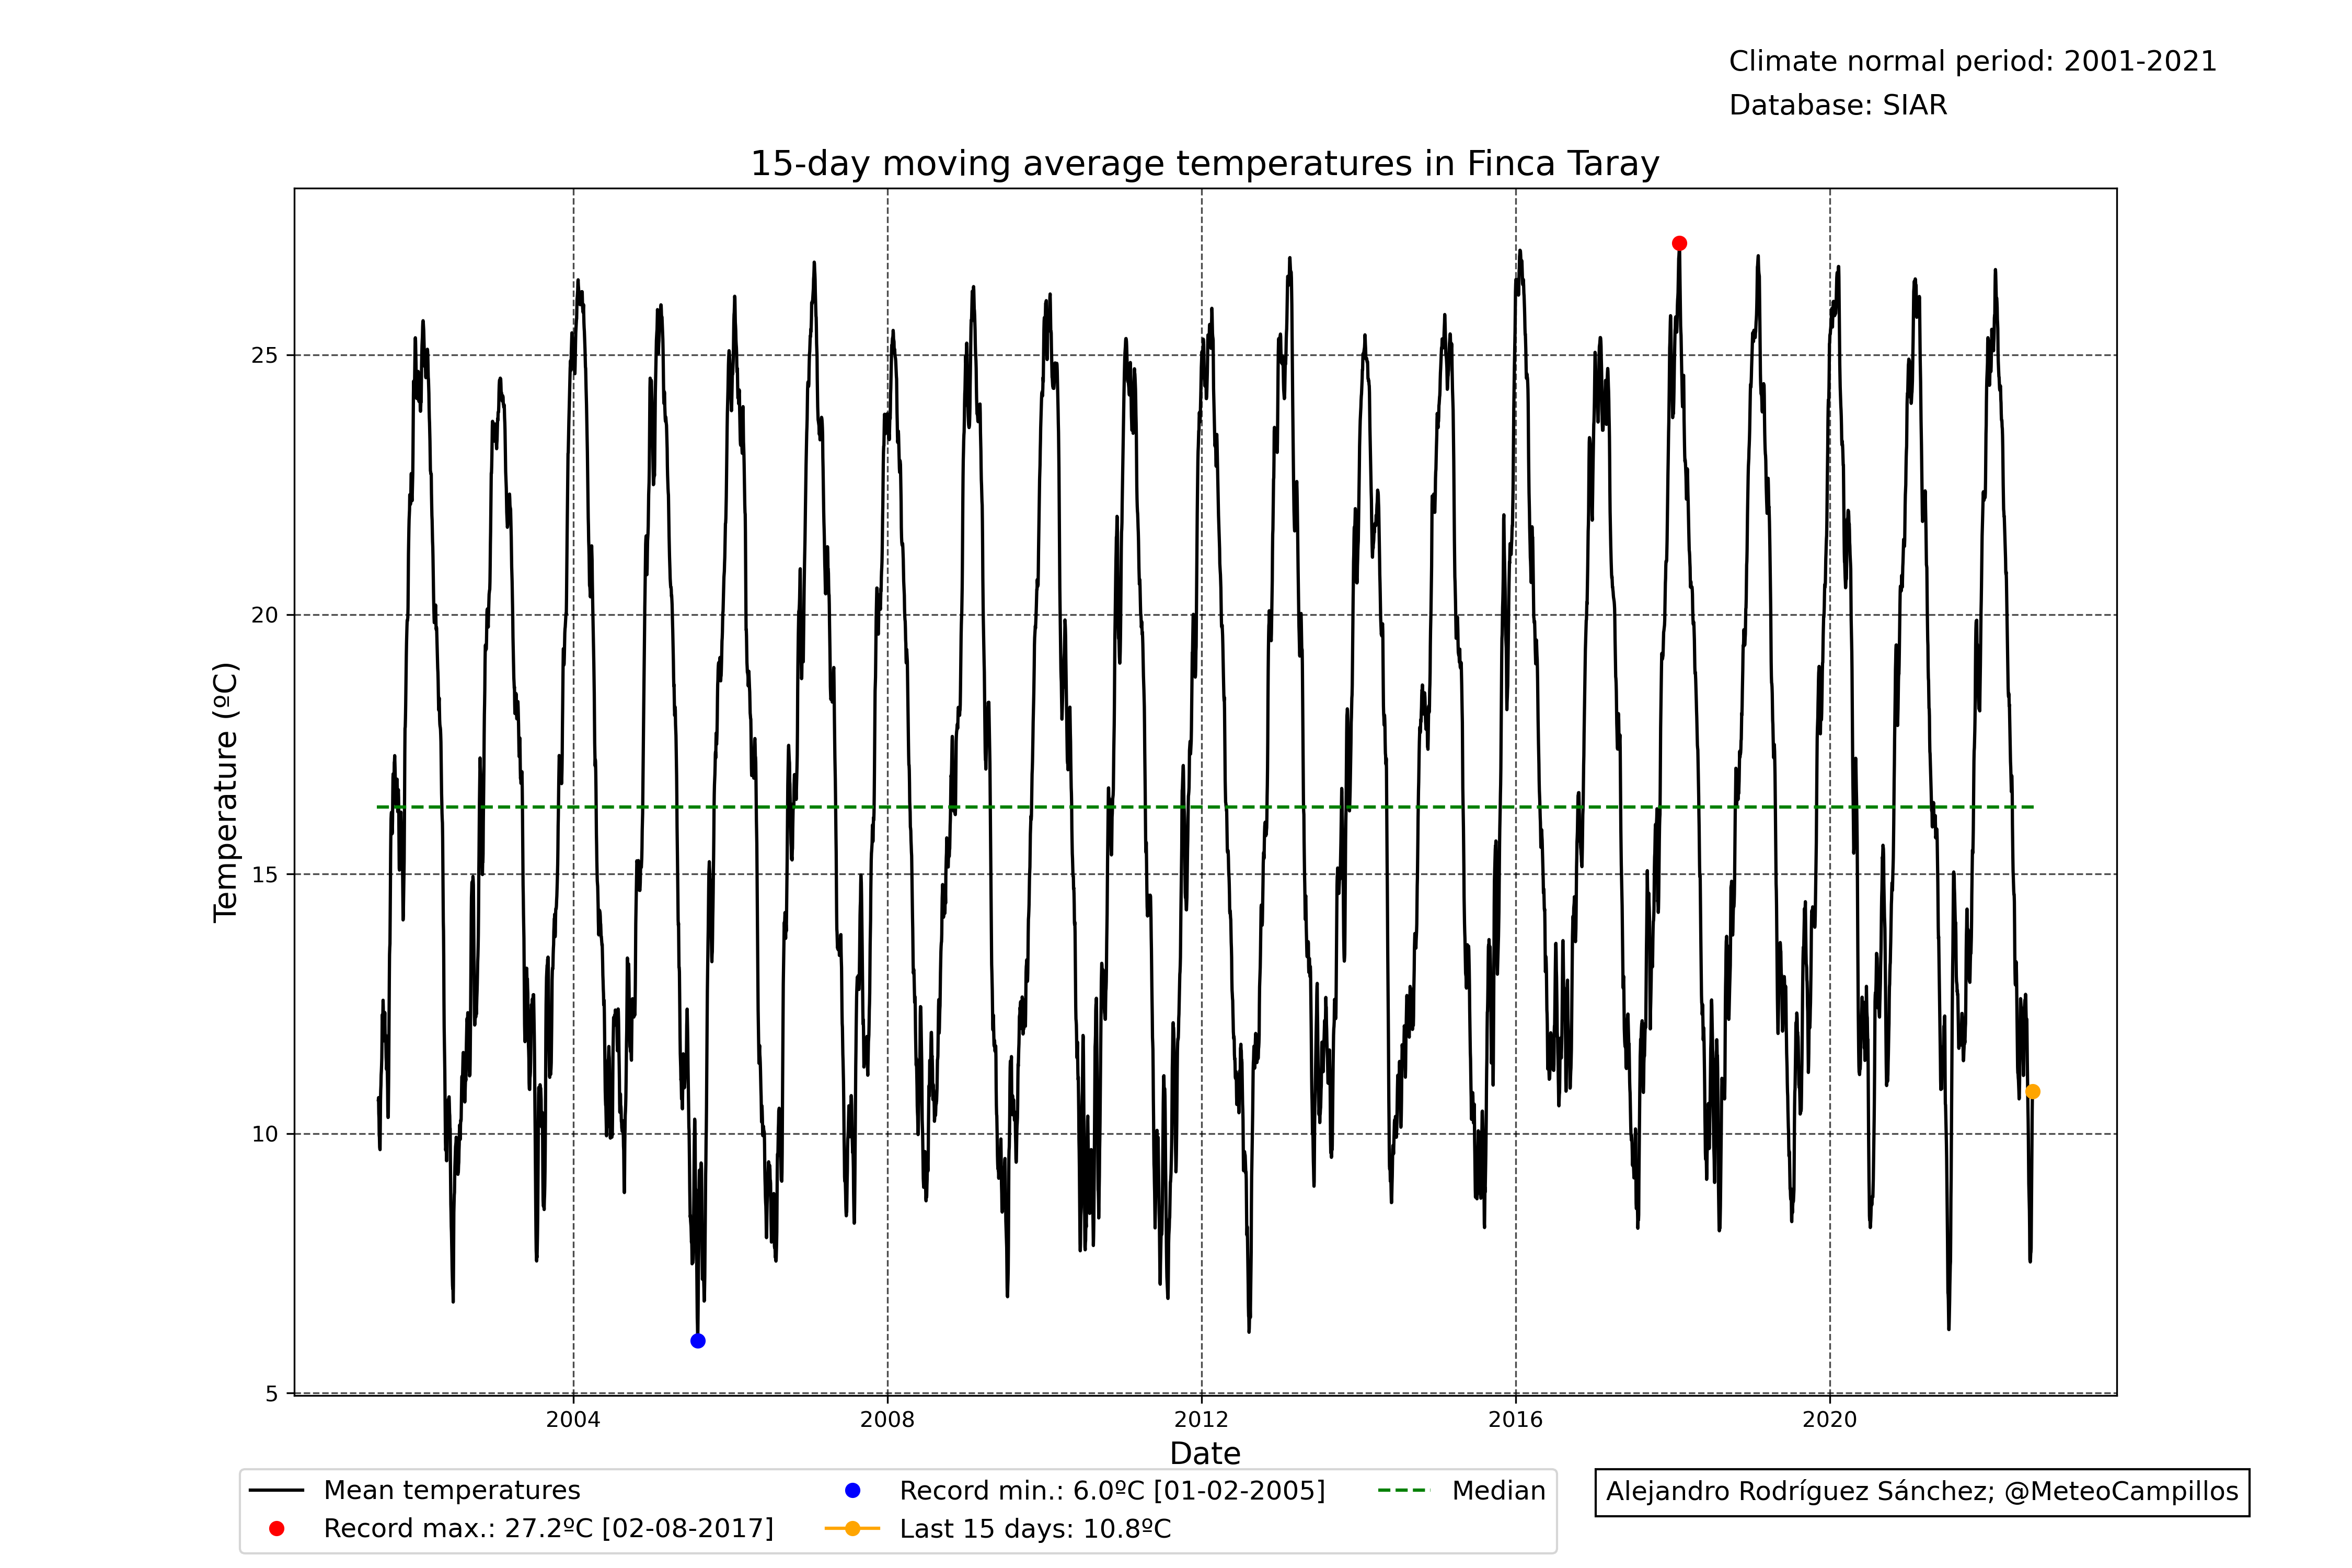 Climate normal period: 2001-2021
Database: SIAR
15-day moving average temperatures in Finca Taray
Temperature (ºC)
25
20
15
10
5
2004 2008 2012 2016 2020
Date
Mean temperatures
Record max.: 27.2ºC [02-08-2017]
Record min.: 6.0ºC [01-02-2005]
Last 15 days: 10.8ºC
Median
Alejandro Rodríguez Sánchez; @MeteoCampillos